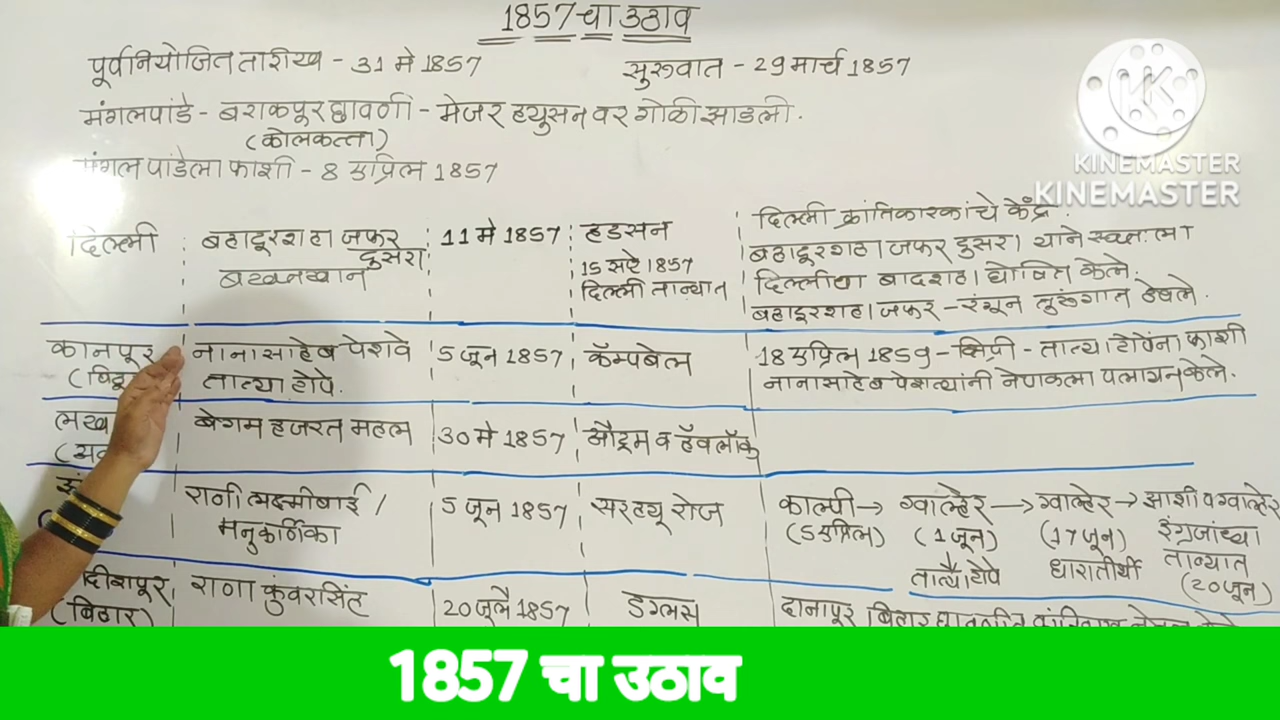 1857 चा उठाव
पूर्वनियोजित तारीख - 31 मे 1857 सुरुवात - 29 मार्च 1857
मंगलपांडे - बराकपूर छावणी - मेजर ह्युसन वर गोळी झाडली.
(कोलकत्ता)
मंगल पांडेला फाशी - 8 एप्रिल 1857
KINEMASTER
KINEMASTER
दिल्ली बहादूरशहा जफर दुसरा बख्तखान 11 मे 1857 हडसन 15 सप्टें 1857 दिल्ली ताब्यात
दिल्ली क्रांतिकारकांचे केंद्र.
बहादूरशहा जफर दुसरा याने स्वतःला
दिल्लीचा बादशहा घोषित केले.
बहादूरशहा जफर - रंगून तुरुंगात ठेवले.
कानपूर नानासाहेब पेशवे 5 जून 1857 कॅम्पबेल 18 एप्रिल 1859 - क्षिप्री - तात्या टोपेंना फाशी
तात्या टोपे. नानासाहेब पेशव्यांनी नेपाळला पलायन केले.
बेगम हजरत महल 30 मे 1857 औट्रम व हॅवलॉक
राणी लक्ष्मीबाई / 5 जून 1857 सर ह्यू रोज काल्पी → ग्वाल्हेर → ग्वाल्हेर → झाशी व ग्वाल्हेर
मनुकर्णिका (5 एप्रिल) (1 जून) (17 जून) इंग्रजांच्या
तात्या टोपे धारातीर्थी ताब्यात
(20 जून)
राणा कुंवरसिंह 20 जुलै 1857 डग्लस दानापूर बिहार
(बिहार)
1857 चा उठाव